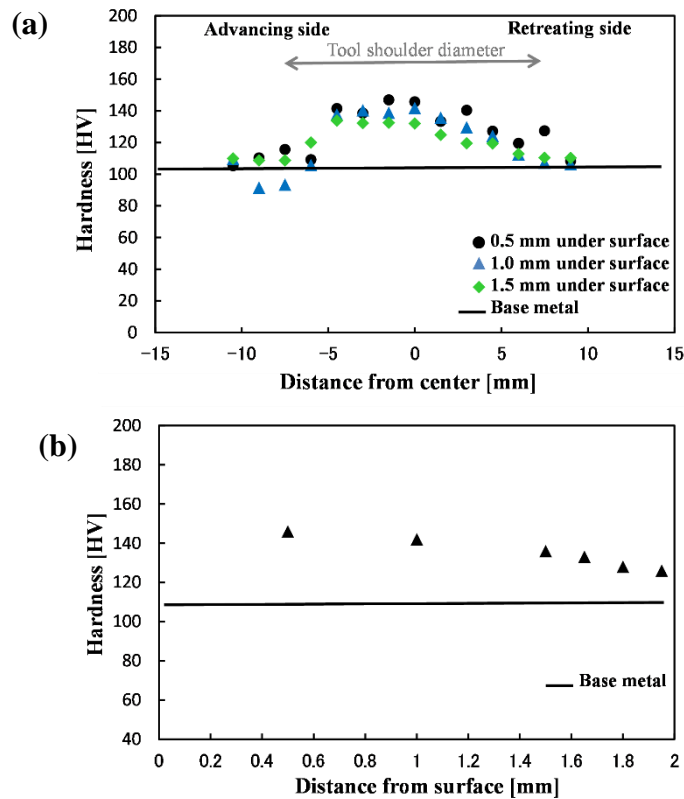 (a)
Advancing side
Retreating side
Tool shoulder diameter
Hardness [HV]
200
180
160
140
120
100
80
60
40
20
0
0.5 mm under surface
1.0 mm under surface
1.5 mm under surface
Base metal
−15
−10
−5
0
5
10
15
Distance from center [mm]
(b)
Hardness [HV]
200
180
160
140
120
100
80
60
40
Base metal
0
0.2
0.4
0.6
0.8
1
1.2
1.4
1.6
1.8
2
Distance from surface [mm]